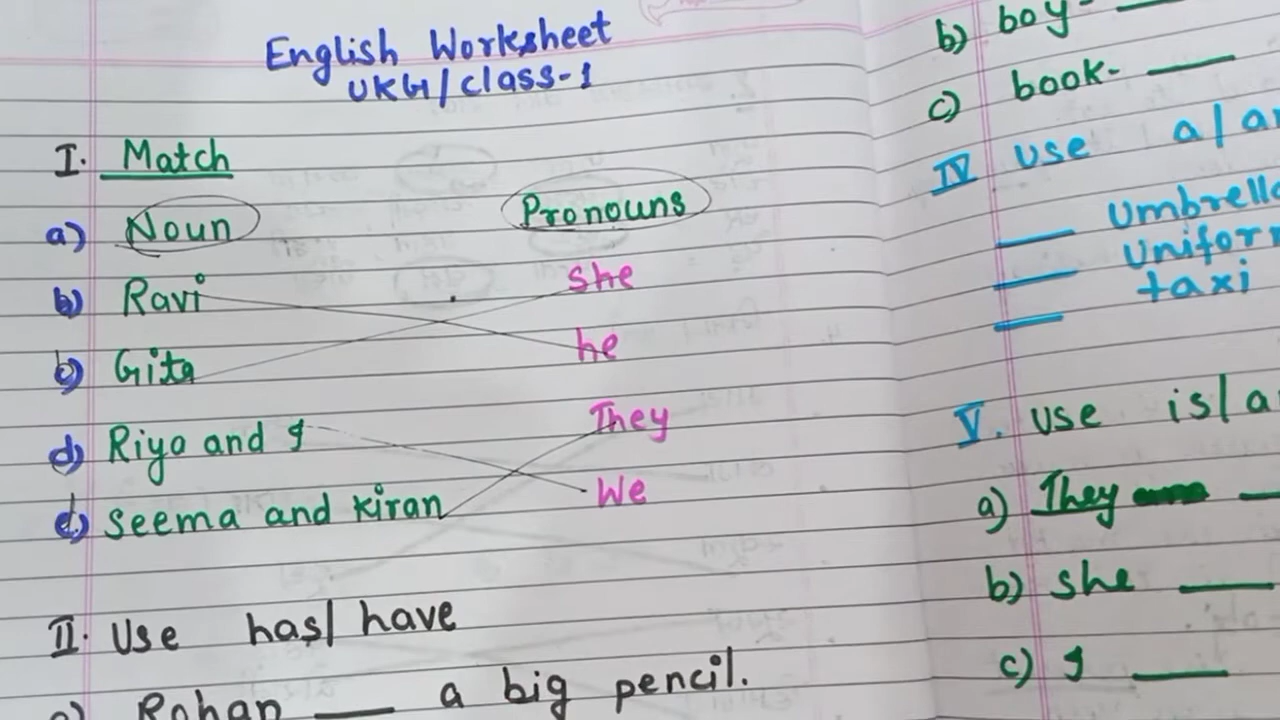 English Worksheet
UKG/class-1
I. Match
a) Noun Pronouns
b) Ravi she
c) Gita he
d) Riya and I They
d) Seema and Kiran We
II. Use has/have
Rohan ___ a big pencil.
b) boy- ___
c) book- ___
IV Use a/
___ Umbrella
___ Unifor
___ taxi
V. Use is/
a) They ___
b) she ___
c) I ___